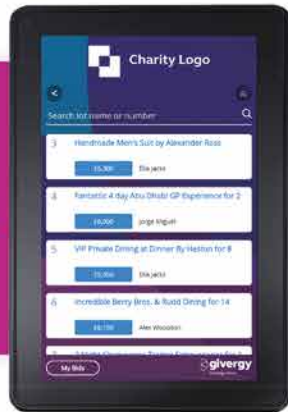 Charity Logo
Search lot name or number
3 Handmade Men's Suit by Alexander Ross
£5,300 Ella Jacks
4 Fantastic 4 day Abu Dhabi GP Experience for 2
Jorge Miguel
5 VIP Private Dining at Dinner By Heston for 8
Ella Jacks
6 Incredible Berry Bros. & Rudd Dining for 14
Alex Woodson
My Bids
givergy